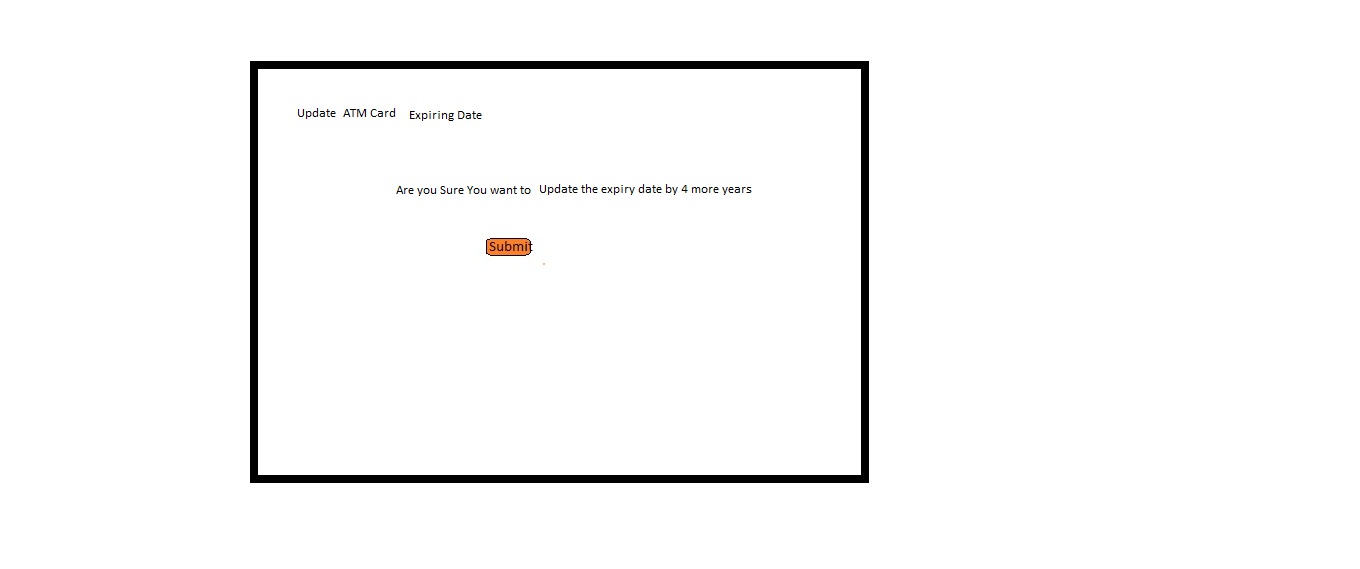 Update ATM Card Expiring Date
Are you Sure You want to Update the expiry date by 4 more years
Submit